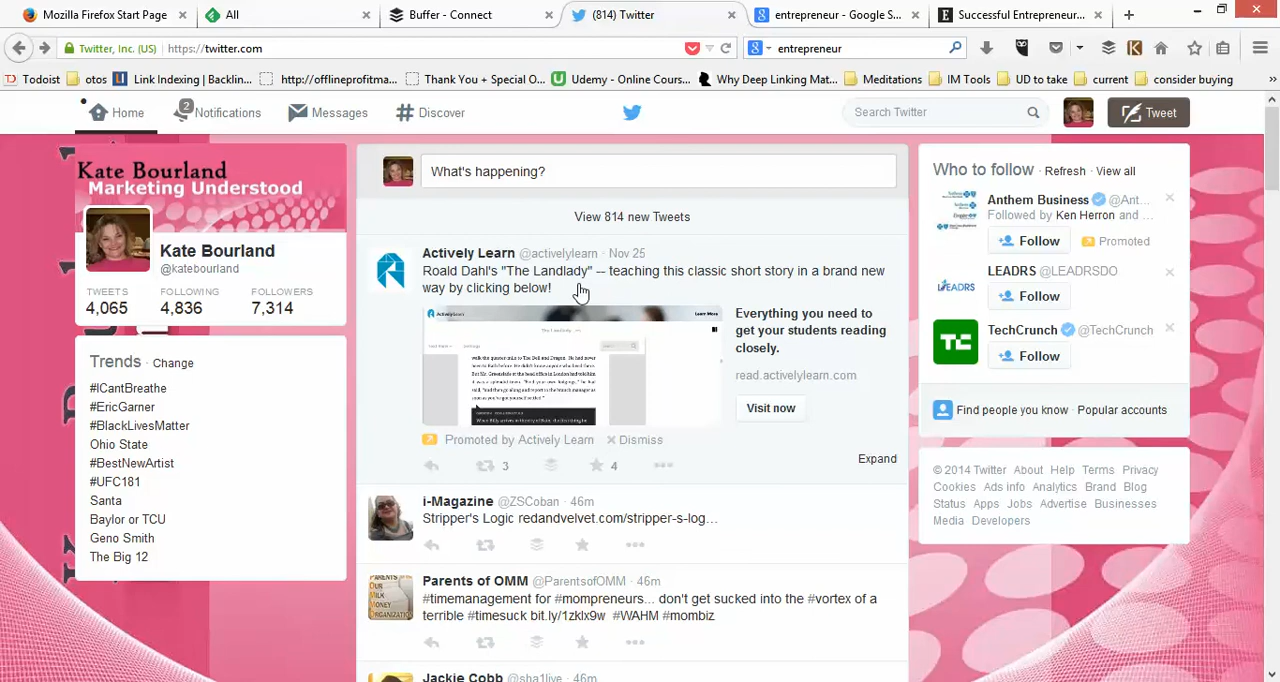 Mozilla Firefox Start Page
All
Buffer - Connect
(814) Twitter
entrepreneur - Google S...
Successful Entrepreneur...
Twitter, Inc. (US)
https://twitter.com
entrepreneur
Todoist
otos
Link Indexing | Backlin...
http://offlineprofitma...
Thank You + Special O...
Udemy - Online Cours...
Why Deep Linking Mat...
Meditations
IM Tools
UD to take
current
consider buying
Home
2
Notifications
Messages
Discover
Search Twitter
Tweet
Kate Bourland
Marketing Understood
Kate Bourland
@katebourland
TWEETS FOLLOWING FOLLOWERS
4,065 4,836 7,314
Trends · Change
#ICantBreathe
#EricGarner
#BlackLivesMatter
Ohio State
#BestNewArtist
#UFC181
Santa
Baylor or TCU
Geno Smith
The Big 12
What's happening?
View 814 new Tweets
Actively Learn @activelylearn · Nov 25
Roald Dahl's "The Landlady" -- teaching this classic short story in a brand new
way by clicking below!
ActivelyLearn
Learn More
Everything you need to
get your students reading
closely.
read.activelylearn.com
Visit now
Promoted by Actively Learn
Dismiss
3
4
Expand
i-Magazine @ZSCoban · 46m
Stripper's Logic redandvelvet.com/stripper-s-log...
Parents of OMM @ParentsofOMM · 46m
#timemanagement for #mompreneurs... don't get sucked into the #vortex of a
terrible #timesuck bit.ly/1zklx9w #WAHM #mombiz
Jackie Cobb @sha1live · 46m
Who to follow · Refresh · View all
Anthem Business @Ant...
Followed by Ken Herron and ...
Follow
Promoted
LEADRS @LEADRSDO
Follow
TechCrunch @TechCrunch
Follow
Find people you know · Popular accounts
© 2014 Twitter About Help Terms Privacy
Cookies Ads info Analytics Brand Blog
Status Apps Jobs Advertise Businesses
Media Developers